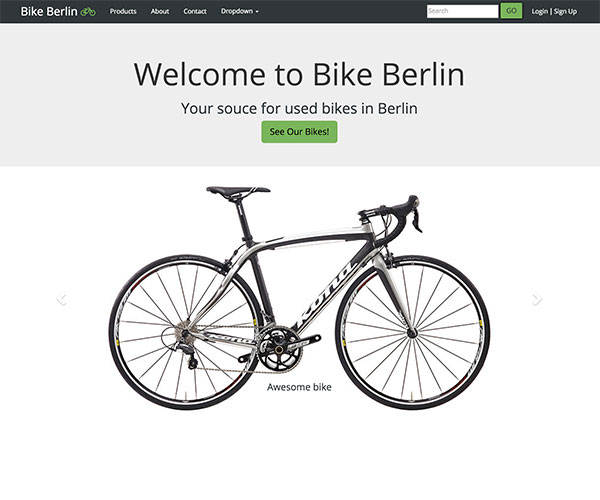 Bike Berlin Products About Contact Dropdown Search GO Login | Sign Up
Welcome to Bike Berlin
Your souce for used bikes in Berlin
See Our Bikes!
KONA
Awesome bike